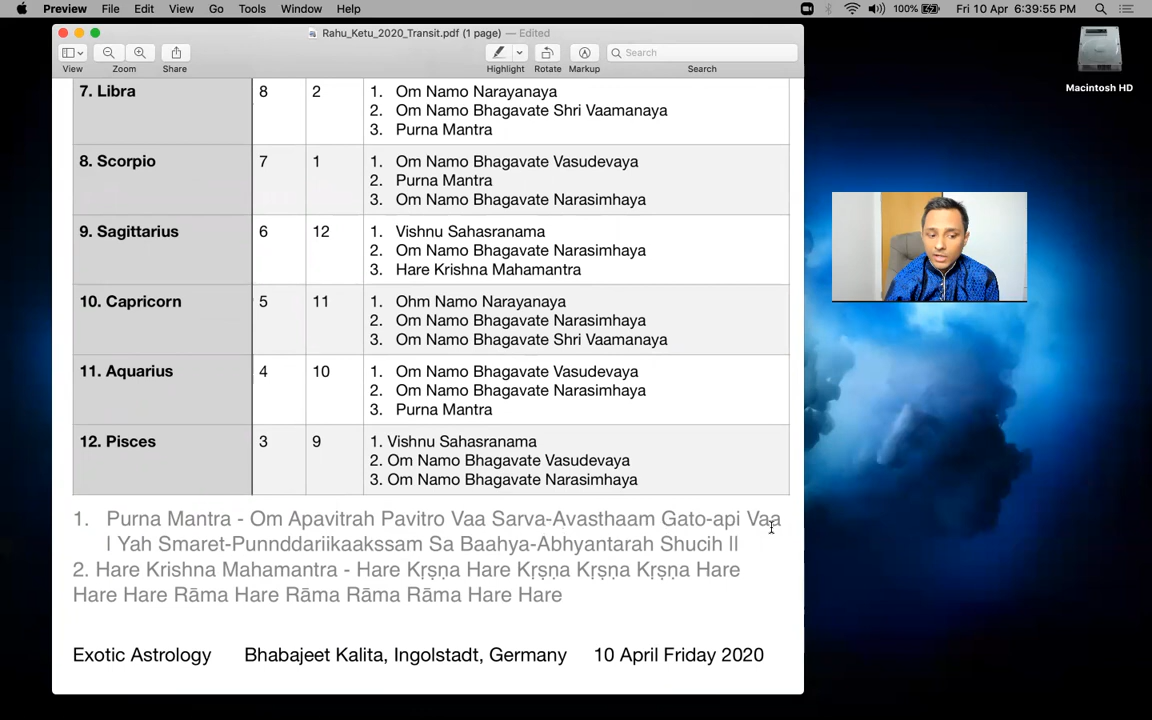 Preview File Edit View Go Tools Window Help 100% Fri 10 Apr 6:39:55 PM
Rahu_Ketu_2020_Transit.pdf (1 page) — Edited
Search
View Zoom Share Highlight Rotate Markup Search
Macintosh HD
7. Libra 8 2 1. Om Namo Narayanaya
2. Om Namo Bhagavate Shri Vaamanaya
3. Purna Mantra
8. Scorpio 7 1 1. Om Namo Bhagavate Vasudevaya
2. Purna Mantra
3. Om Namo Bhagavate Narasimhaya
9. Sagittarius 6 12 1. Vishnu Sahasranama
2. Om Namo Bhagavate Narasimhaya
3. Hare Krishna Mahamantra
10. Capricorn 5 11 1. Ohm Namo Narayanaya
2. Om Namo Bhagavate Narasimhaya
3. Om Namo Bhagavate Shri Vaamanaya
11. Aquarius 4 10 1. Om Namo Bhagavate Vasudevaya
2. Om Namo Bhagavate Narasimhaya
3. Purna Mantra
12. Pisces 3 9 1. Vishnu Sahasranama
2. Om Namo Bhagavate Vasudevaya
3. Om Namo Bhagavate Narasimhaya
1. Purna Mantra - Om Apavitrah Pavitro Vaa Sarva-Avasthaam Gato-api Vaa
| Yah Smaret-Punnddariikaakssam Sa Baahya-Abhyantarah Shucih ||
2. Hare Krishna Mahamantra - Hare Kṛṣṇa Hare Kṛṣṇa Kṛṣṇa Kṛṣṇa Hare
Hare Hare Rāma Hare Rāma Rāma Rāma Hare Hare
Exotic Astrology Bhabajeet Kalita, Ingolstadt, Germany 10 April Friday 2020